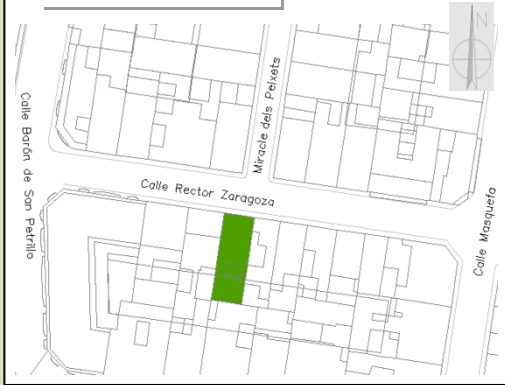 N
Miracle dels Peixets
Calle Barón de San Petrillo
Calle Rector Zaragoza
Calle Masquefa